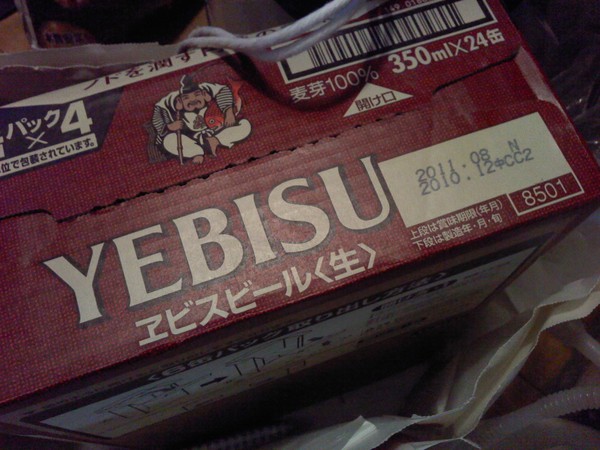 149 0190
350ml×24缶
麦芽100%
開け口
パック×4
位で包装されています。
YEBISU
ヱビスビール〈生〉
2011.08 N
2010.12中CC2
8501
上段は賞味期限(年月)
下段は製造年・月・旬